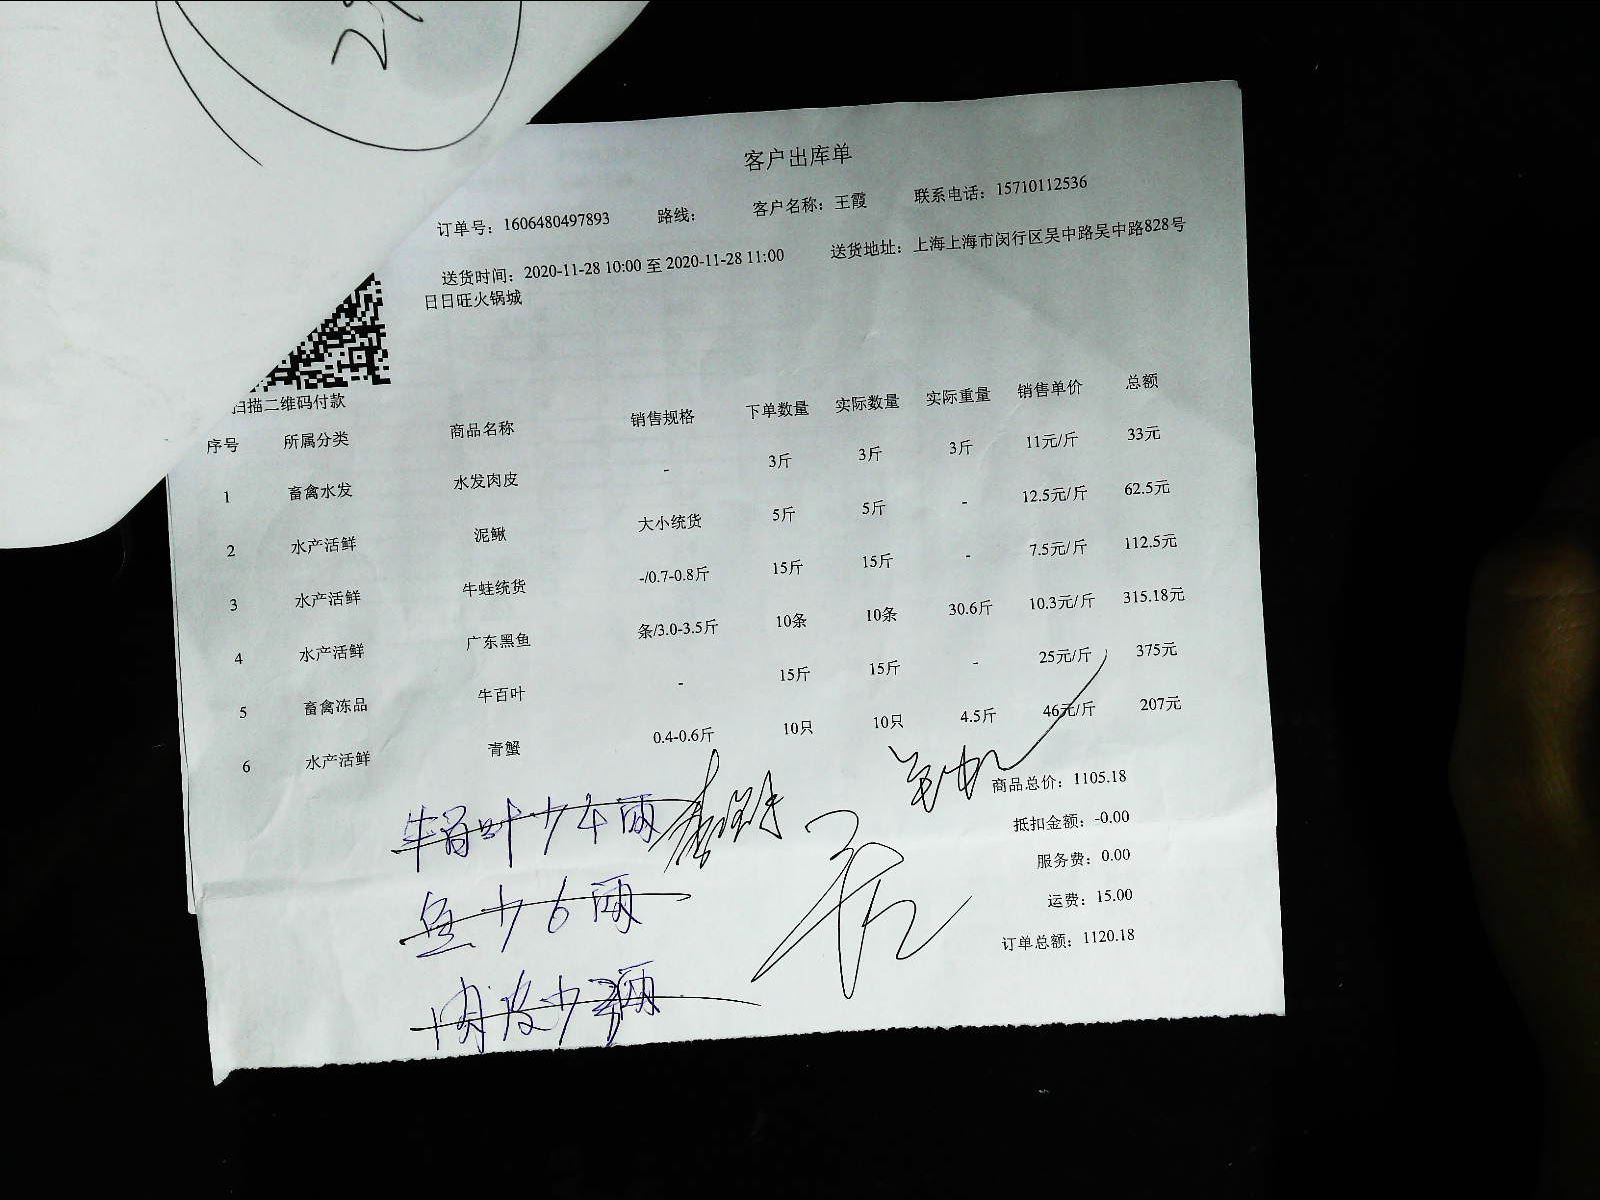 客户出库单
订单号：1606480497893 路线： 客户名称：王霞 联系电话：15710112536
送货时间：2020-11-28 10:00 至 2020-11-28 11:00 送货地址：上海上海市闵行区吴中路吴中路828号
日日旺火锅城
扫描二维码付款
序号 所属分类 商品名称 销售规格 下单数量 实际数量 实际重量 销售单价 总额
1 畜禽水发 水发肉皮 - 3斤 3斤 3斤 11元/斤 33元
2 水产活鲜 泥鳅 大小统货 5斤 5斤 - 12.5元/斤 62.5元
3 水产活鲜 牛蛙统货 -/0.7-0.8斤 15斤 15斤 - 7.5元/斤 112.5元
4 水产活鲜 广东黑鱼 条/3.0-3.5斤 10条 10条 30.6斤 10.3元/斤 315.18元
5 畜禽冻品 牛百叶 - 15斤 15斤 - 25元/斤 375元
6 水产活鲜 青蟹 0.4-0.6斤 10只 10只 4.5斤 46元/斤 207元
商品总价：1105.18
抵扣金额：-0.00
服务费：0.00
运费：15.00
订单总额：1120.18
牛百叶少4两
鱼少6两
肉皮少 两